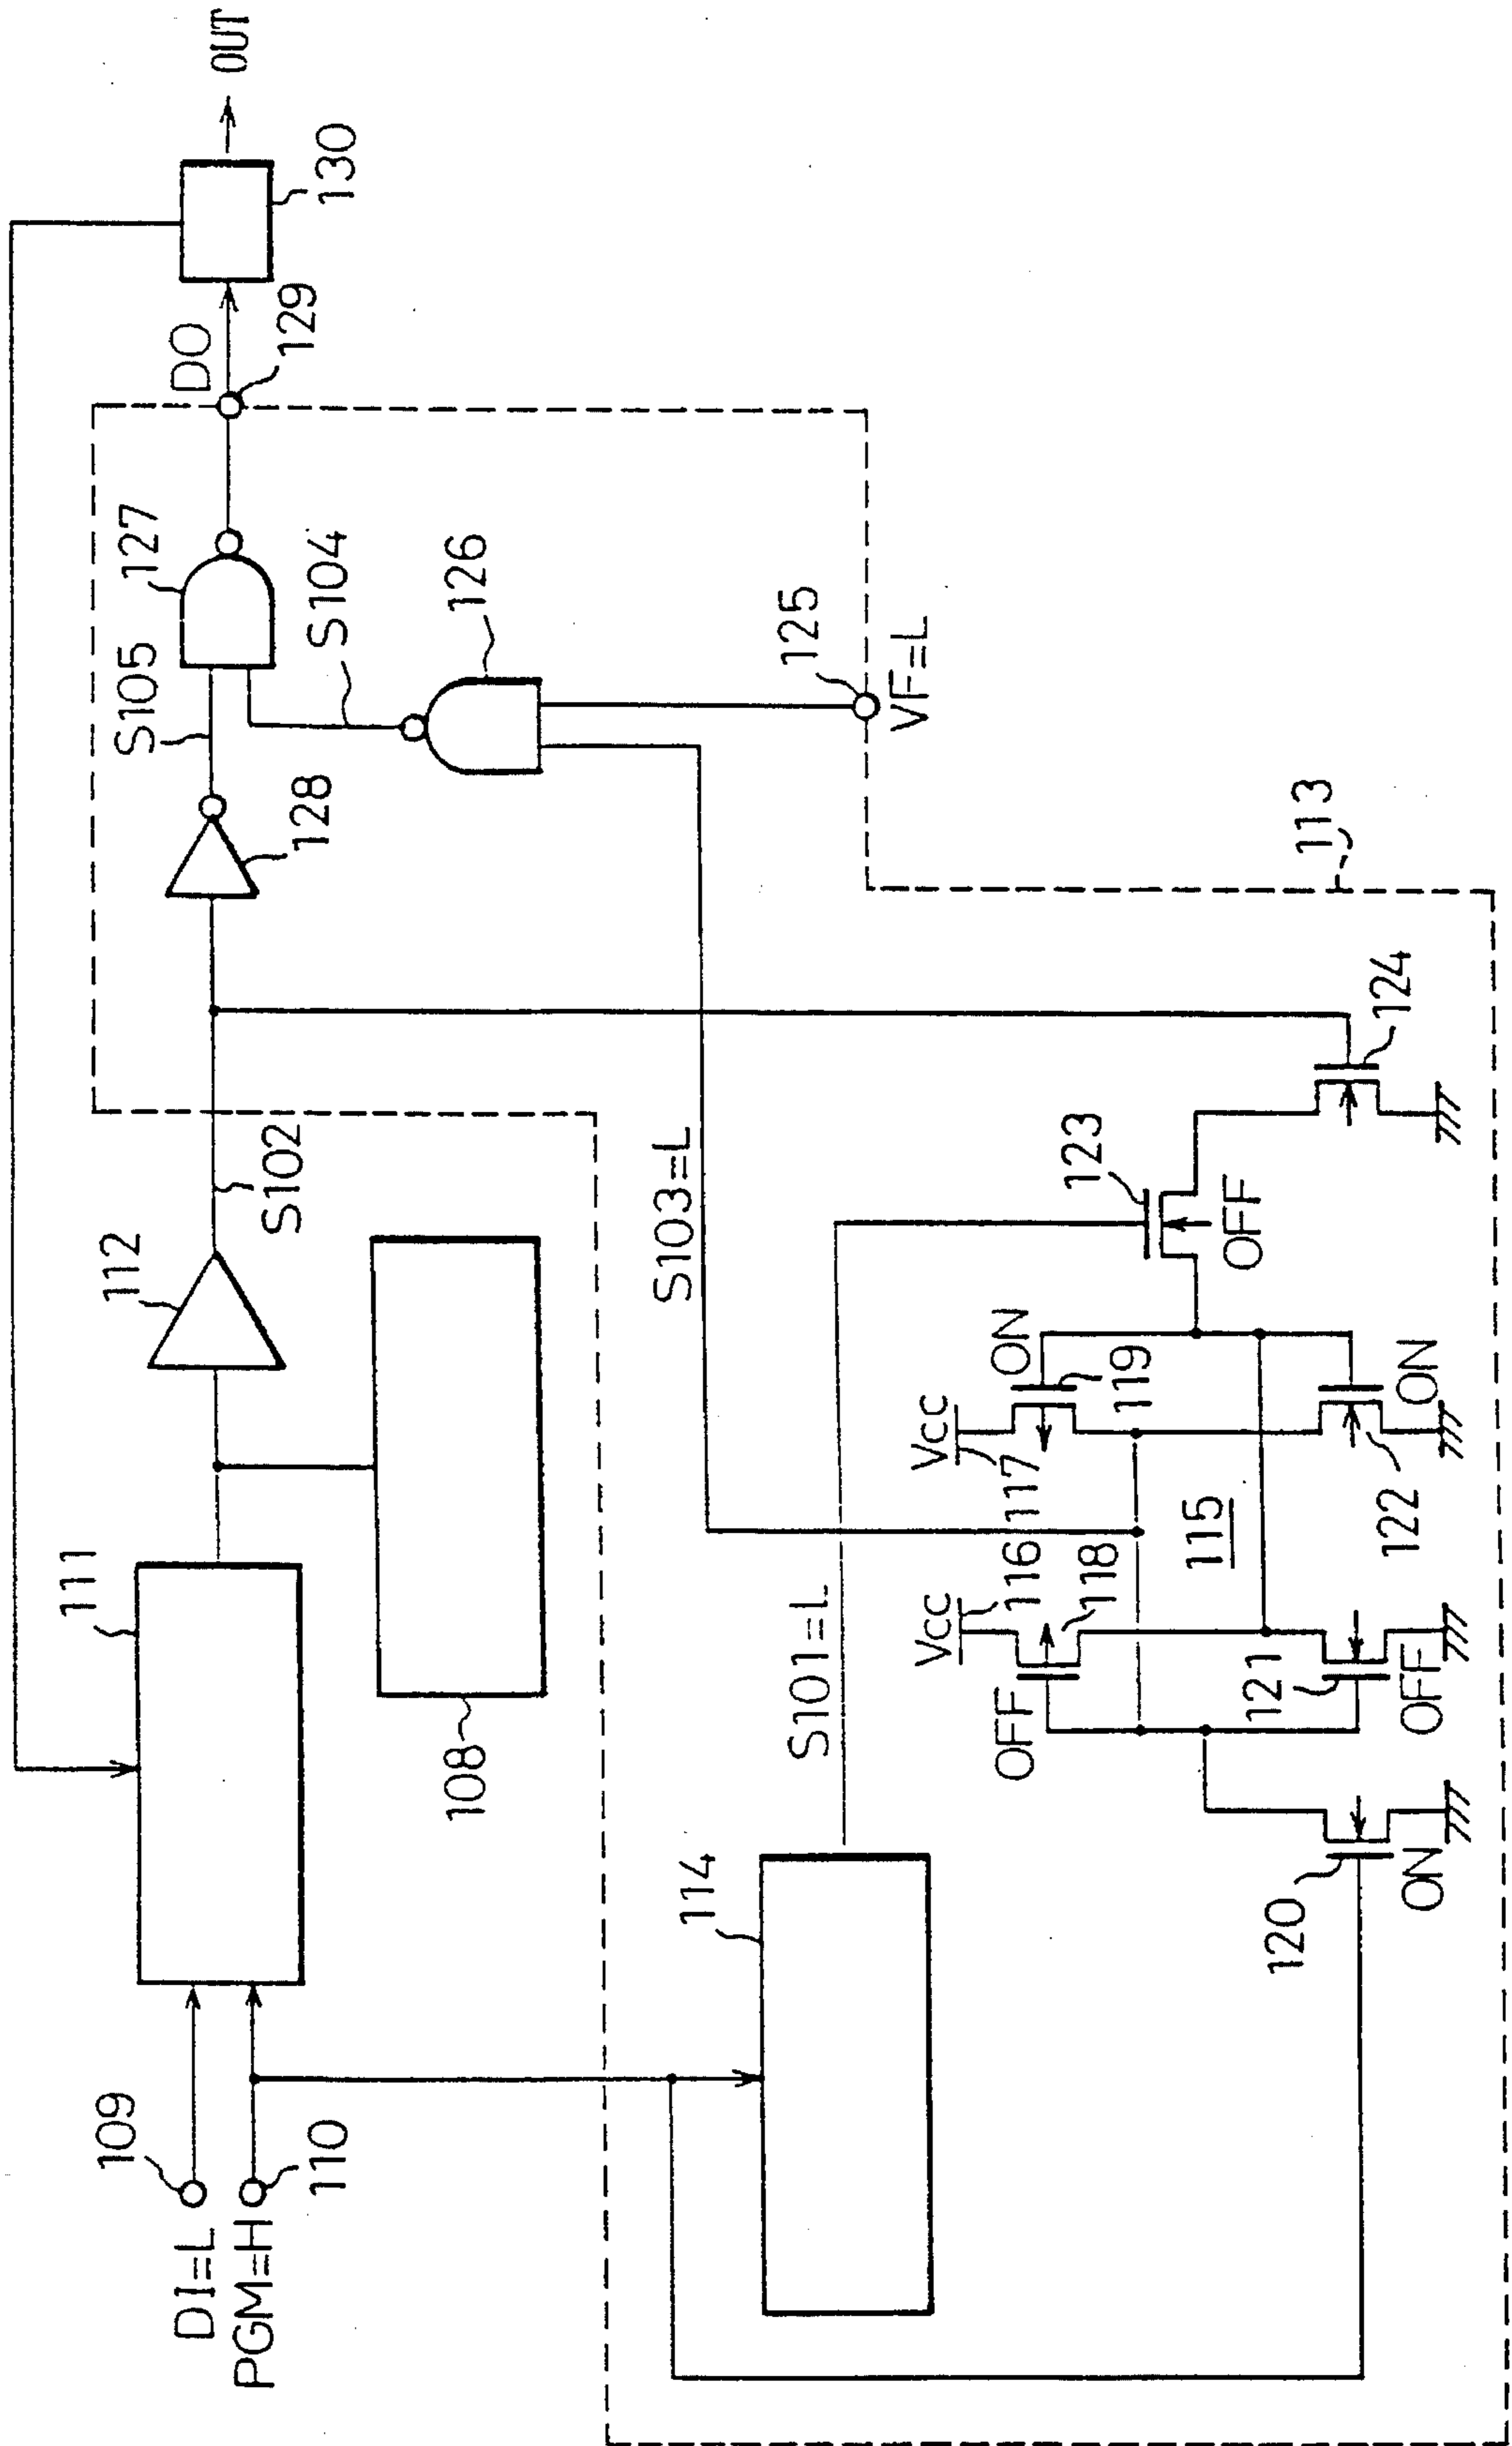 OUT
130
DO
129
127
S105
S104
126
125
VF=L
128
113
124
S102
112
S103=L
123
OFF
ON
119
Vcc
117
ON
122
115
111
108
116
Vcc
118
S101=L
OFF
121
OFF
114
120
ON
109
DI=L
110
PGM=H